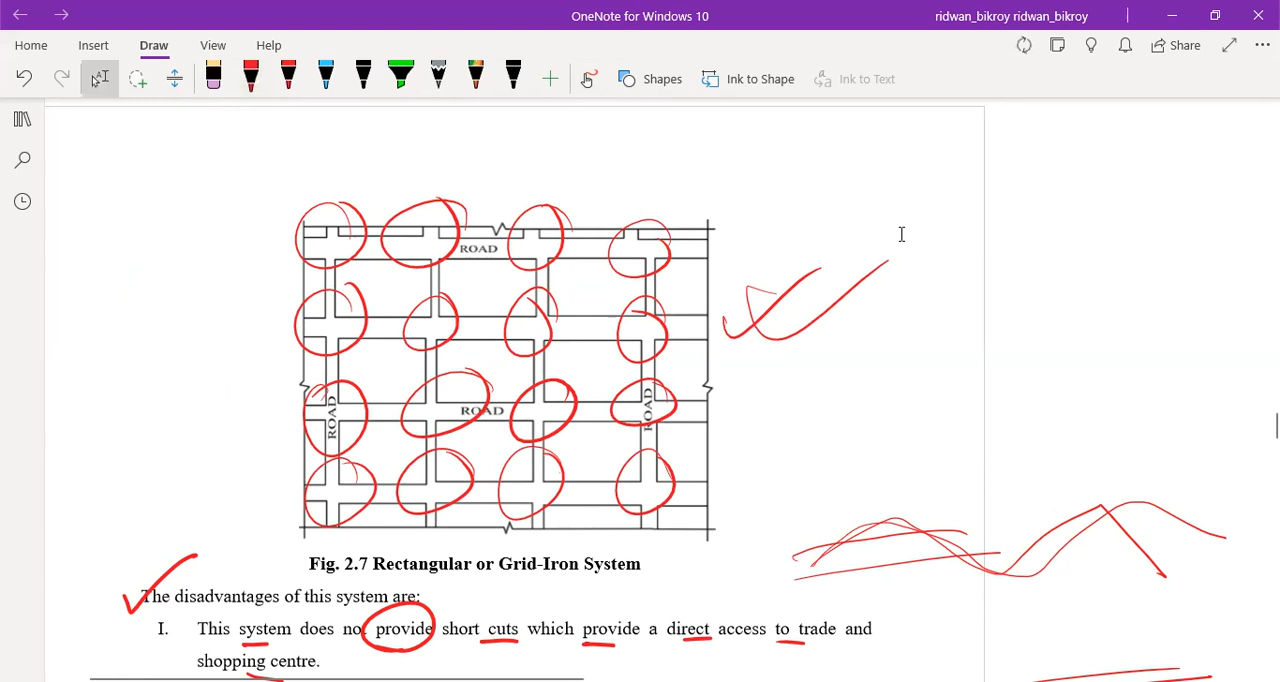 OneNote for Windows 10
ridwan_bikroy ridwan_bikroy
Home Insert Draw View Help
Share
Shapes
Ink to Shape
Ink to Text
ROAD
ROAD
ROAD
ROAD
Fig. 2.7 Rectangular or Grid-Iron System
The disadvantages of this system are:
I. This system does not provide short cuts which provide a direct access to trade and
shopping centre.